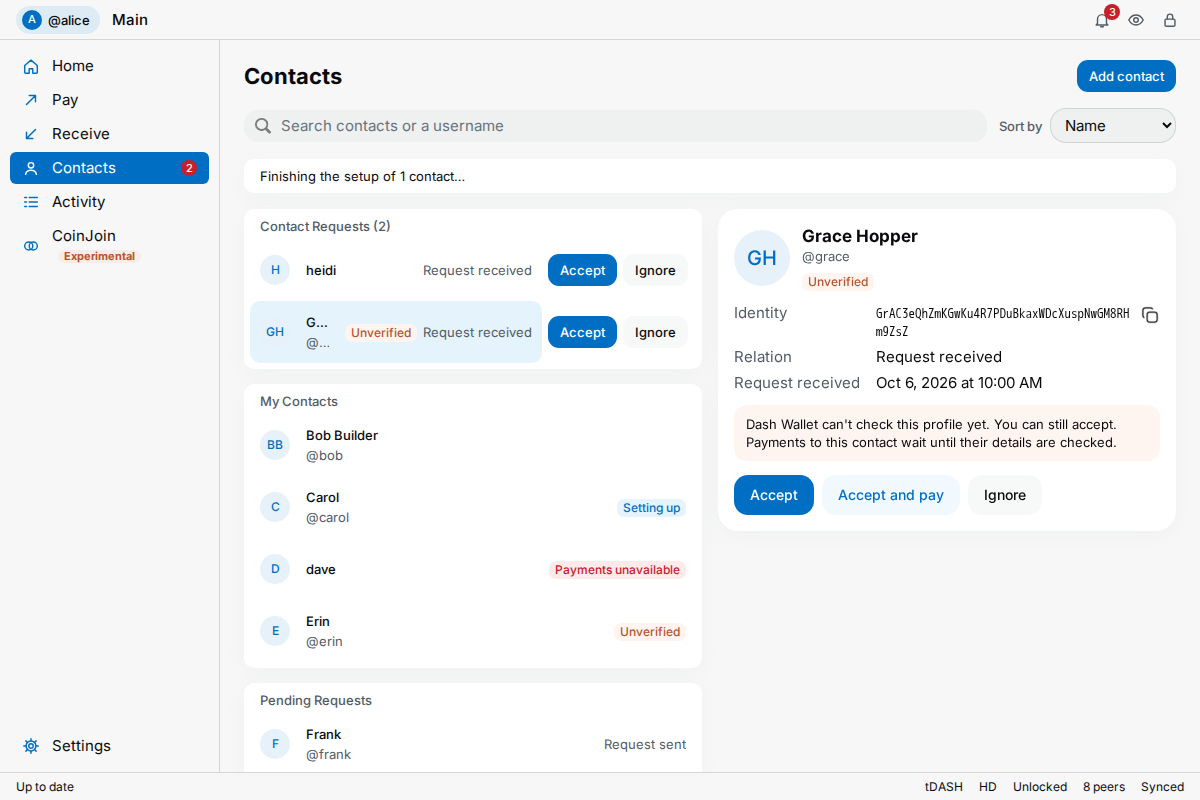 A @alice Main 3
Home
Pay
Receive
Contacts 2
Activity
CoinJoin
Experimental
Settings
Contacts
Add contact
Search contacts or a username
Sort by Name
Finishing the setup of 1 contact...
Contact Requests (2)
H heidi Request received Accept Ignore
GH G... @... Unverified Request received Accept Ignore
My Contacts
BB Bob Builder
@bob
C Carol
@carol
Setting up
D dave Payments unavailable
E Erin
@erin
Unverified
Pending Requests
F Frank
@frank
Request sent
GH Grace Hopper
@grace
Unverified
Identity GrAC3eQhZmKGwKu4R7PDuBkaxWDcXuspNwGM8RH
m9ZsZ
Relation Request received
Request received Oct 6, 2026 at 10:00 AM
Dash Wallet can't check this profile yet. You can still accept.
Payments to this contact wait until their details are checked.
Accept Accept and pay Ignore
Up to date tDASH HD Unlocked 8 peers Synced